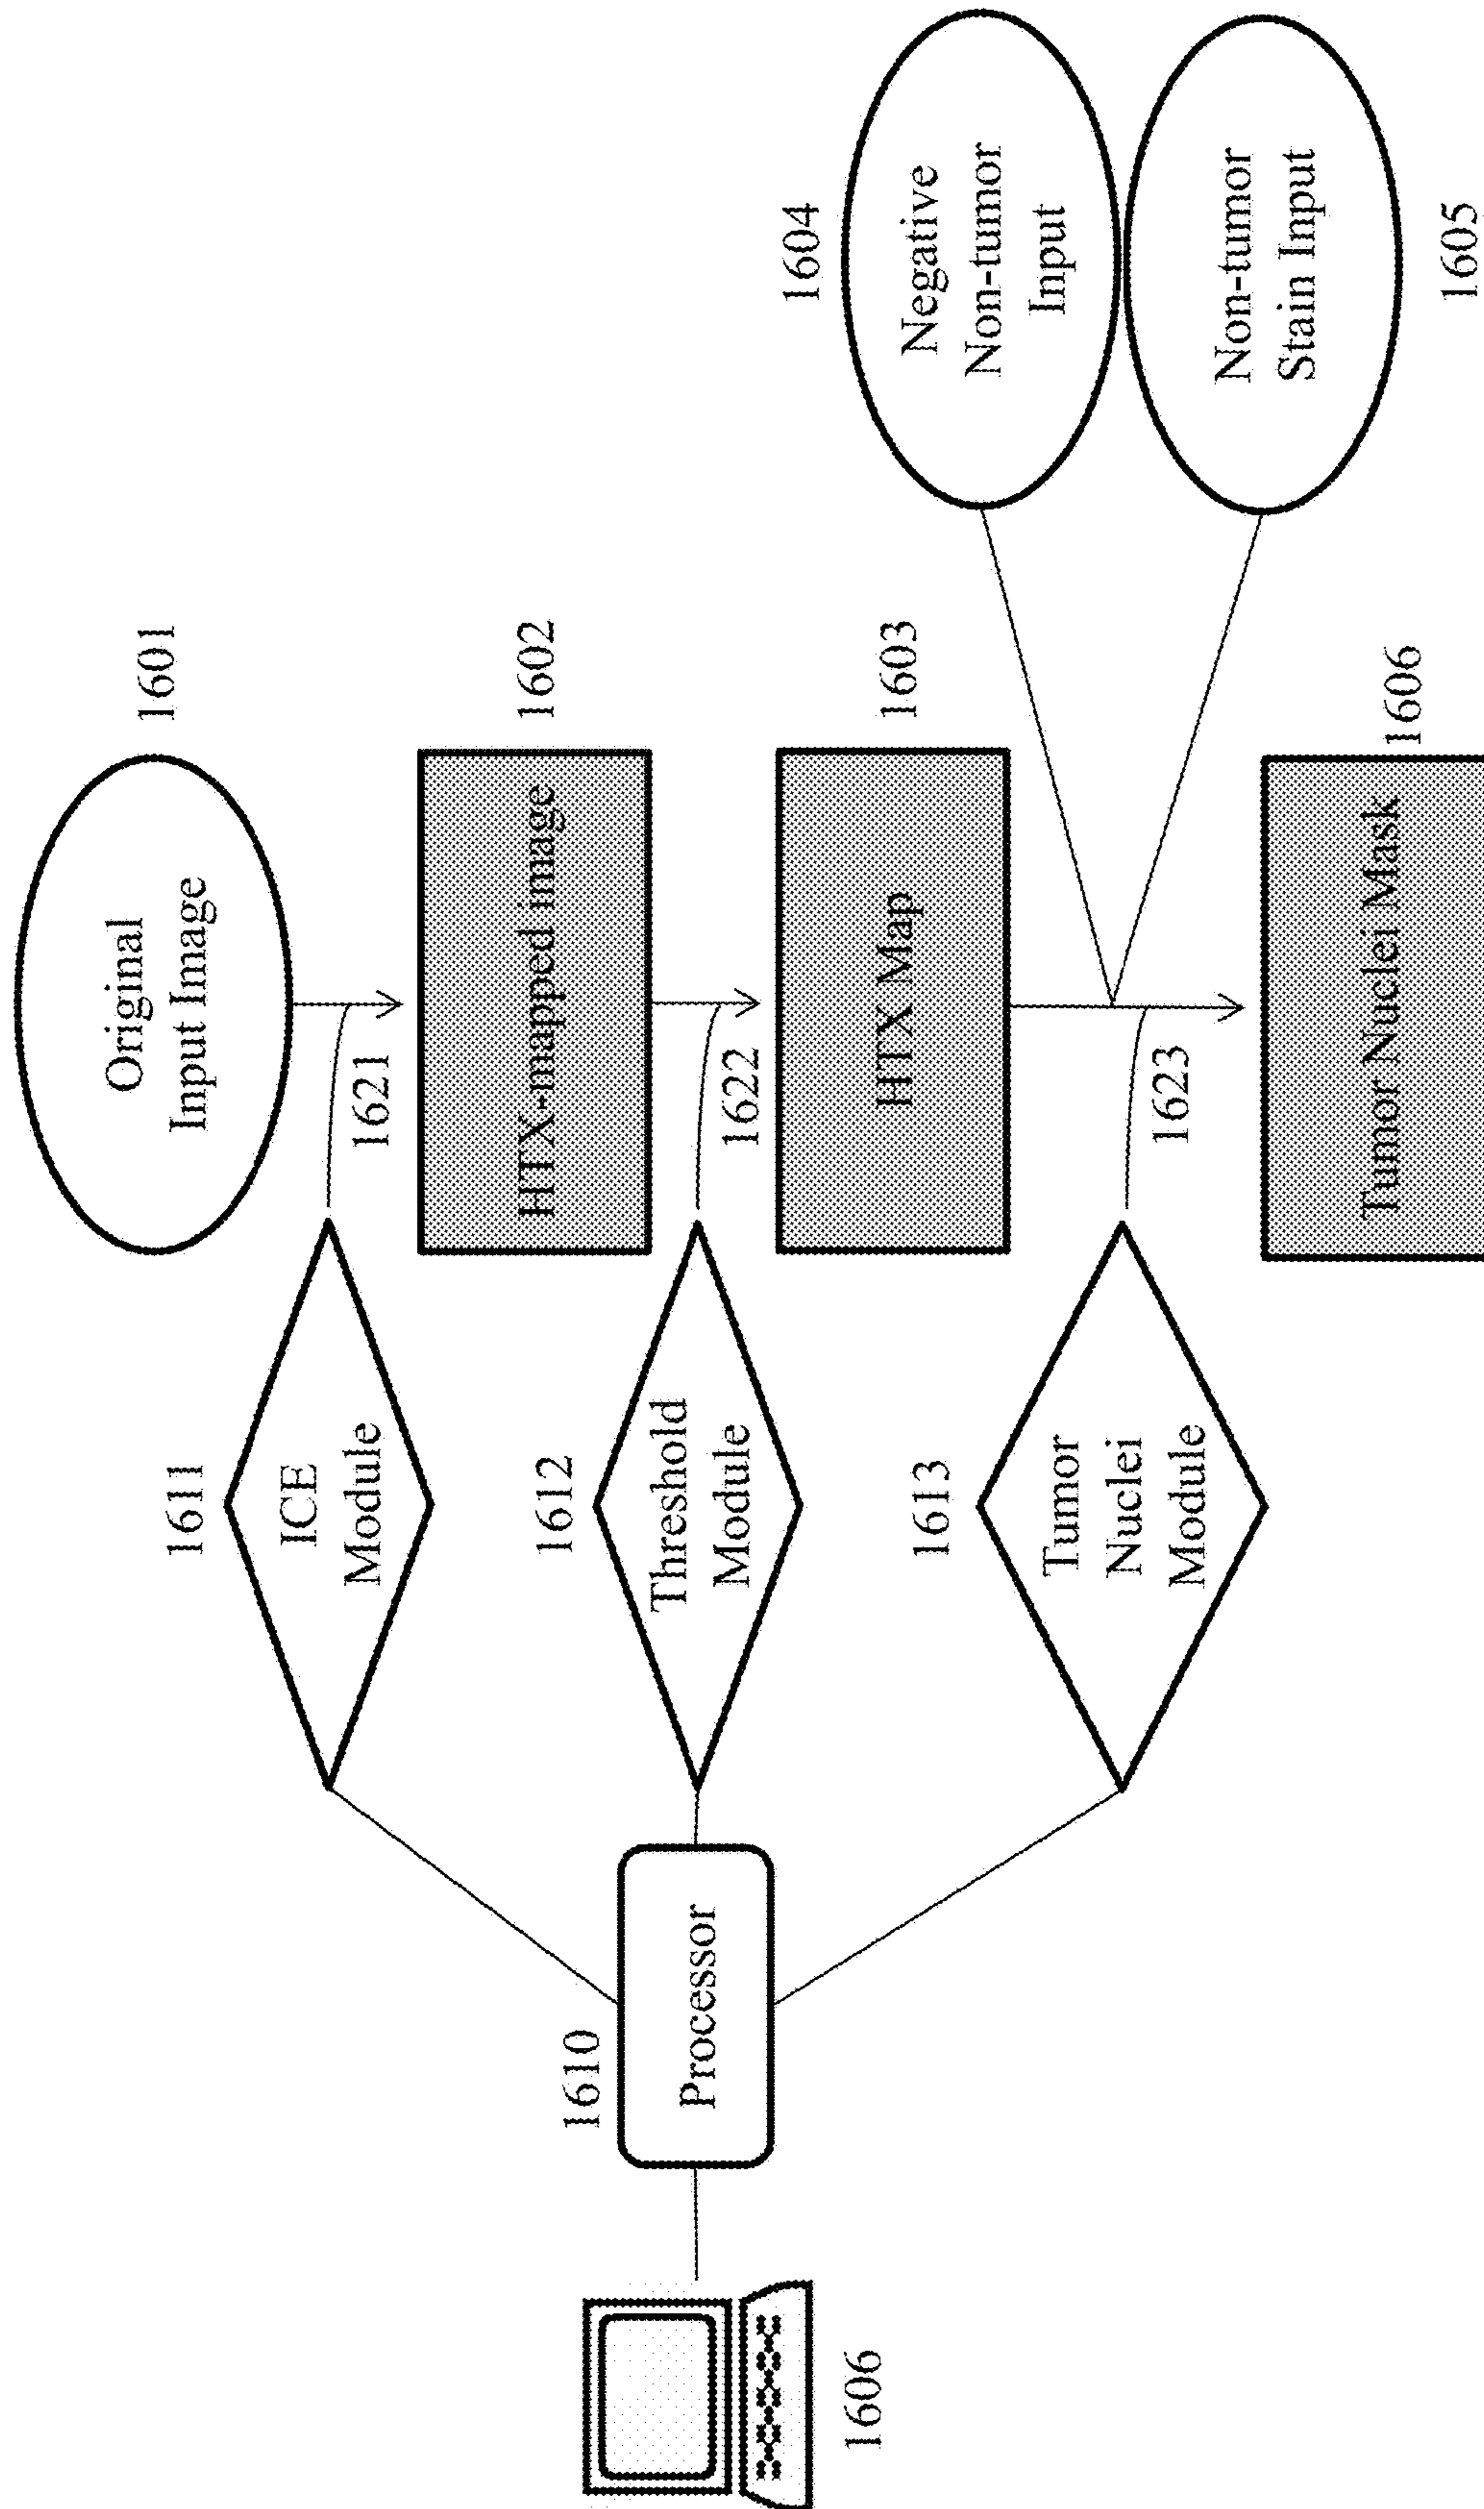 1601
Original
Input Image
1611
ICE
Module
1621
HTX-mapped image
1602
1612
Threshold
Module
1622
HTX Map
1603
1604
Negative
Non-tumor
Input
1610
Processor
1606
1613
Tumor
Nuclei
Module
1623
Non-tumor
Stain Input
1605
Tumor Nuclei Mask
1606